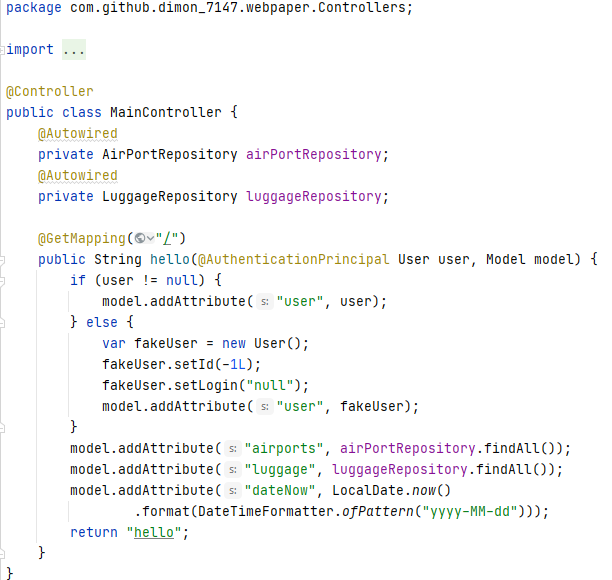 package com.github.dimon_7147.webpaper.Controllers;
import ...
@Controller
public class MainController {
@Autowired
private AirPortRepository airPortRepository;
@Autowired
private LuggageRepository luggageRepository;
@GetMapping("/")
public String hello(@AuthenticationPrincipal User user, Model model) {
if (user != null) {
model.addAttribute( s: "user", user);
} else {
var fakeUser = new User();
fakeUser.setId(-1L);
fakeUser.setLogin("null");
model.addAttribute( s: "user", fakeUser);
}
model.addAttribute( s: "airports", airPortRepository.findAll());
model.addAttribute( s: "luggage", luggageRepository.findAll());
model.addAttribute( s: "dateNow", LocalDate.now()
.format(DateTimeFormatter.ofPattern("yyyy-MM-dd")));
return "hello";
}
}